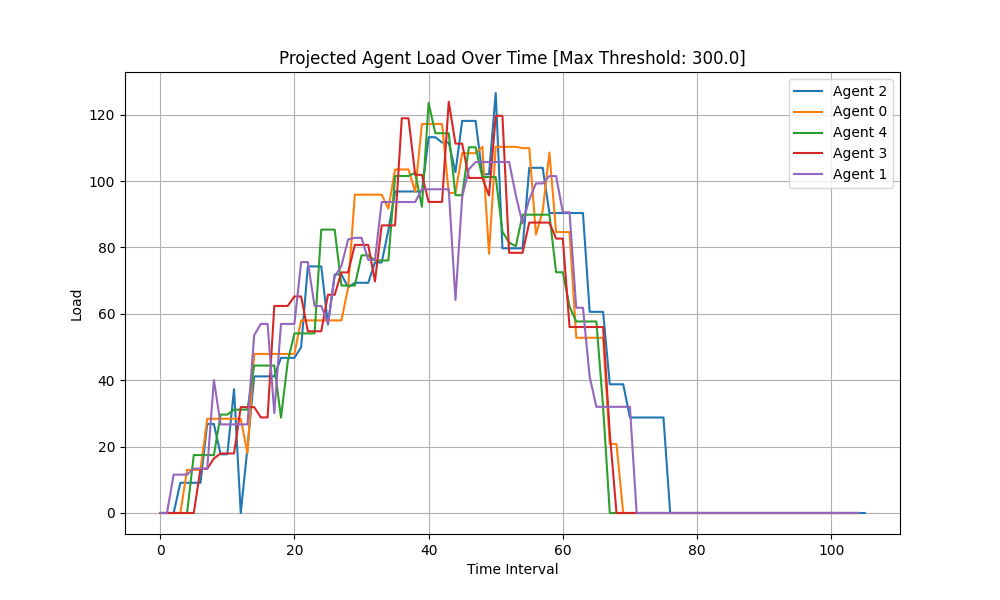 Projected Agent Load Over Time [Max Threshold: 300.0]
Load
120
100
80
60
40
20
0
Agent 2
Agent 0
Agent 4
Agent 3
Agent 1
0 20 40 60 80 100
Time Interval